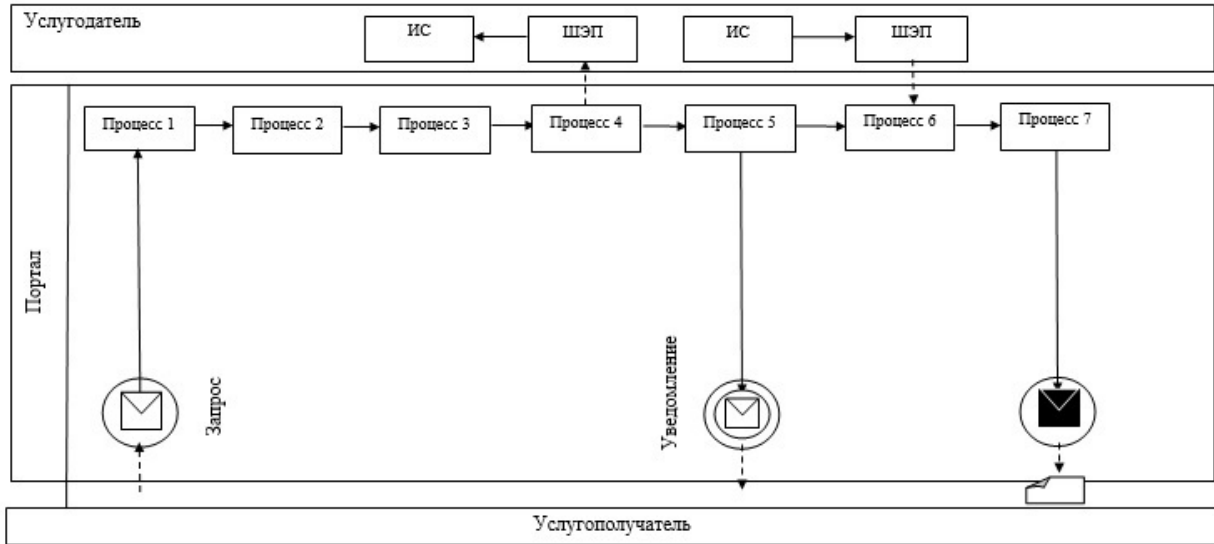 Услугодатель
ИС
ШЭП
ИС
ШЭП
Портал
Процесс 1
Процесс 2
Процесс 3
Процесс 4
Процесс 5
Процесс 6
Процесс 7
Запрос
Уведомление
Услугополучатель